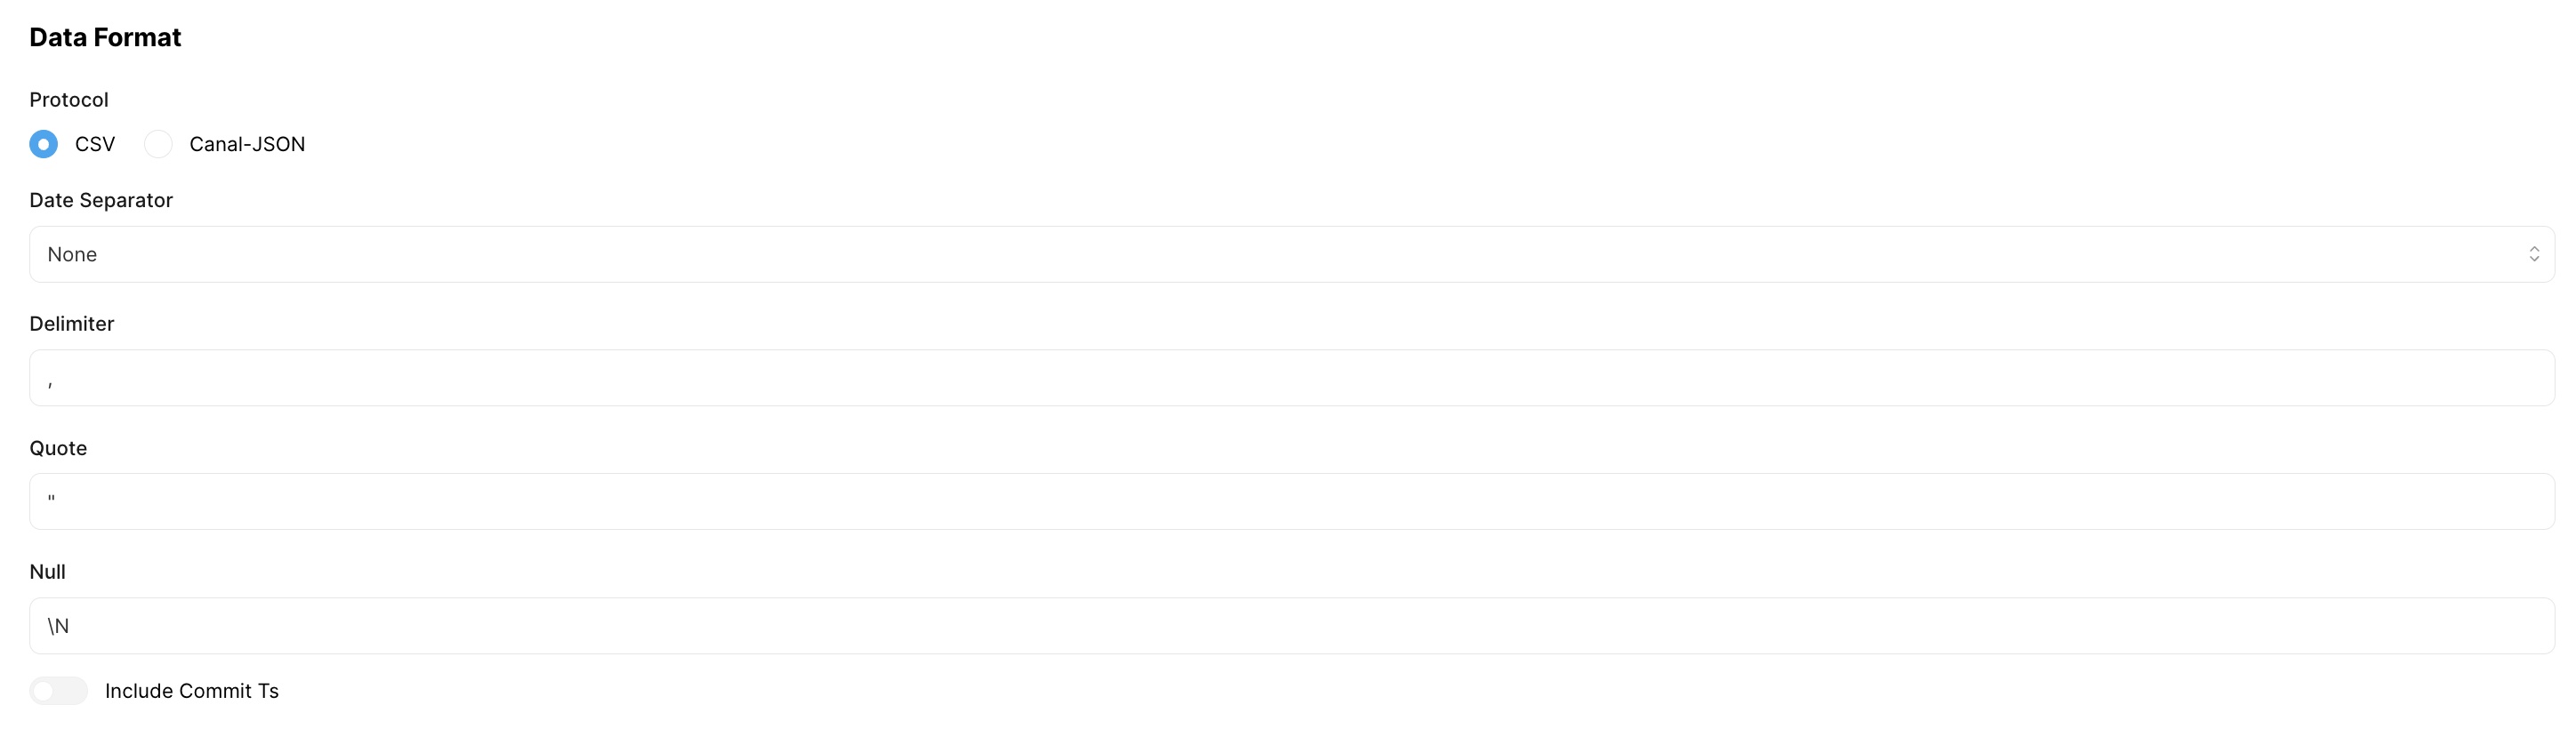 Data Format
Protocol
CSV Canal-JSON
Date Separator
None
Delimiter
,
Quote
"
Null
\N
Include Commit Ts